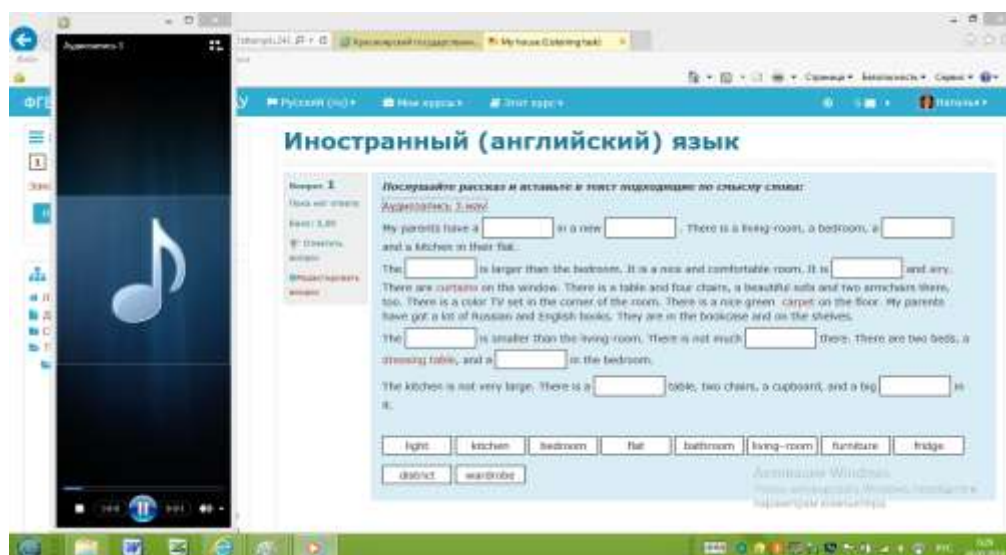 Аудиозапись 1
My house (Listening task)
Страница Безопасность Сервис
Русский (ru) Мои курсы Этот курс
Наталья
Иностранный (английский) язык
Вопрос 1
Пока нет ответа
Послушайте рассказ и вставьте в текст подходящие по смыслу слова:
Аудиозапись 1.wav
My parents have a in a new . There is a living-room, a bedroom, a
and a kitchen in their flat.
The is larger than the bedroom. It is a nice and comfortable room. It is and airy.
There are curtains on the window. There is a table and four chairs, a beautiful sofa and two armchairs there,
too. There is a color TV set in the corner of the room. There is a nice green carpet on the floor. My parents
have got a lot of Russian and English books. They are in the bookcase and on the shelves.
The is smaller than the living-room. There is not much there. There are two beds, a
dressing table, and a in the bedroom.
The kitchen is not very large. There is a table, two chairs, a cupboard, and a big in
it.
light kitchen bedroom flat bathroom living-room furniture fridge
district wardrobe
Активация Windows